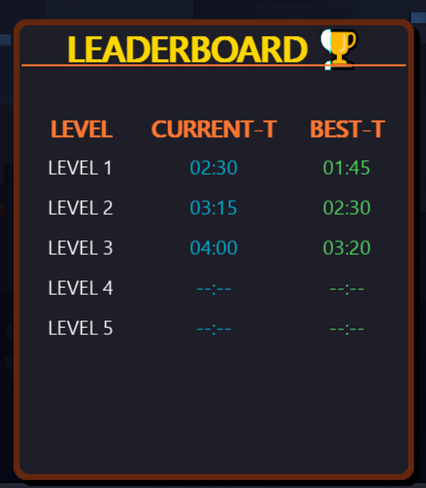 LEADERBOARD 🏆
LEVEL CURRENT-T BEST-T
LEVEL 1 02:30 01:45
LEVEL 2 03:15 02:30
LEVEL 3 04:00 03:20
LEVEL 4 --:-- --:--
LEVEL 5 --:-- --:--